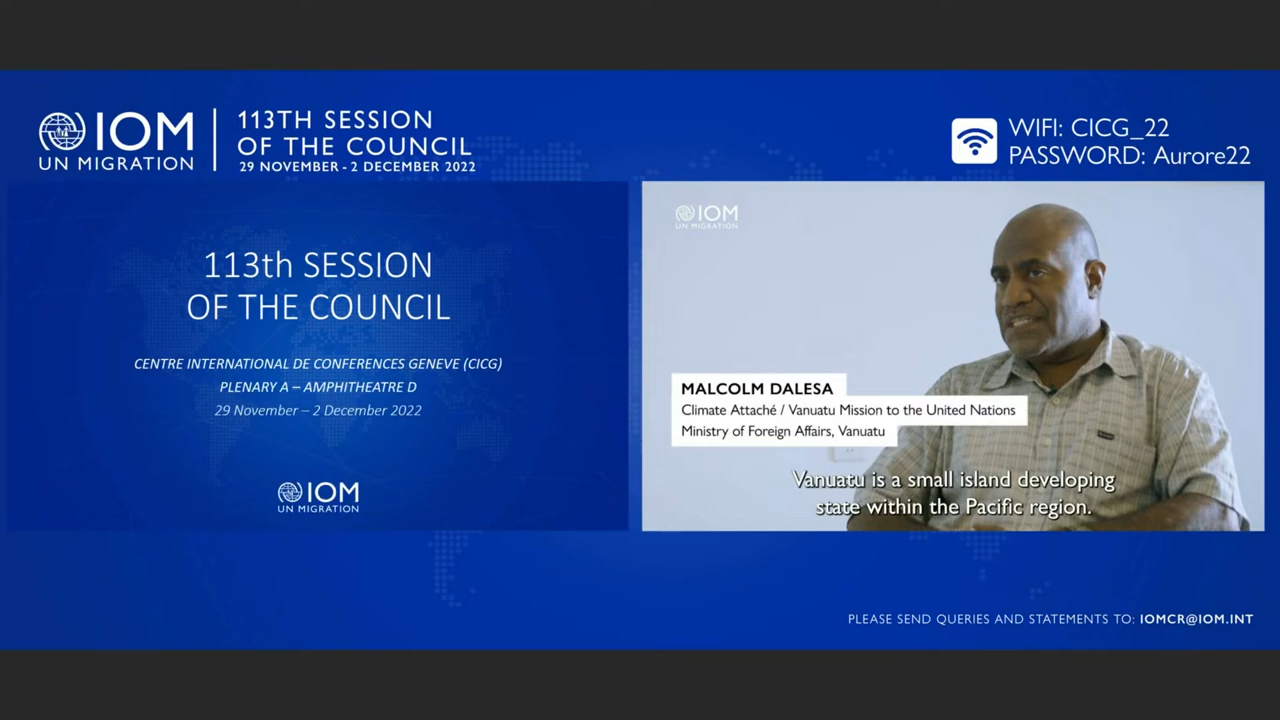 IOM
UN MIGRATION
113TH SESSION
OF THE COUNCIL
29 NOVEMBER - 2 DECEMBER 2022
WIFI: CICG_22
PASSWORD: Aurore22
113th SESSION
OF THE COUNCIL
CENTRE INTERNATIONAL DE CONFERENCES GENEVE (CICG)
PLENARY A – AMPHITHEATRE D
29 November – 2 December 2022
IOM
UN MIGRATION
IOM
UN MIGRATION
MALCOLM DALESA
Climate Attaché / Vanuatu Mission to the United Nations
Ministry of Foreign Affairs, Vanuatu
Vanuatu is a small island developing
state within the Pacific region.
PLEASE SEND QUERIES AND STATEMENTS TO: IOMCR@IOM.INT